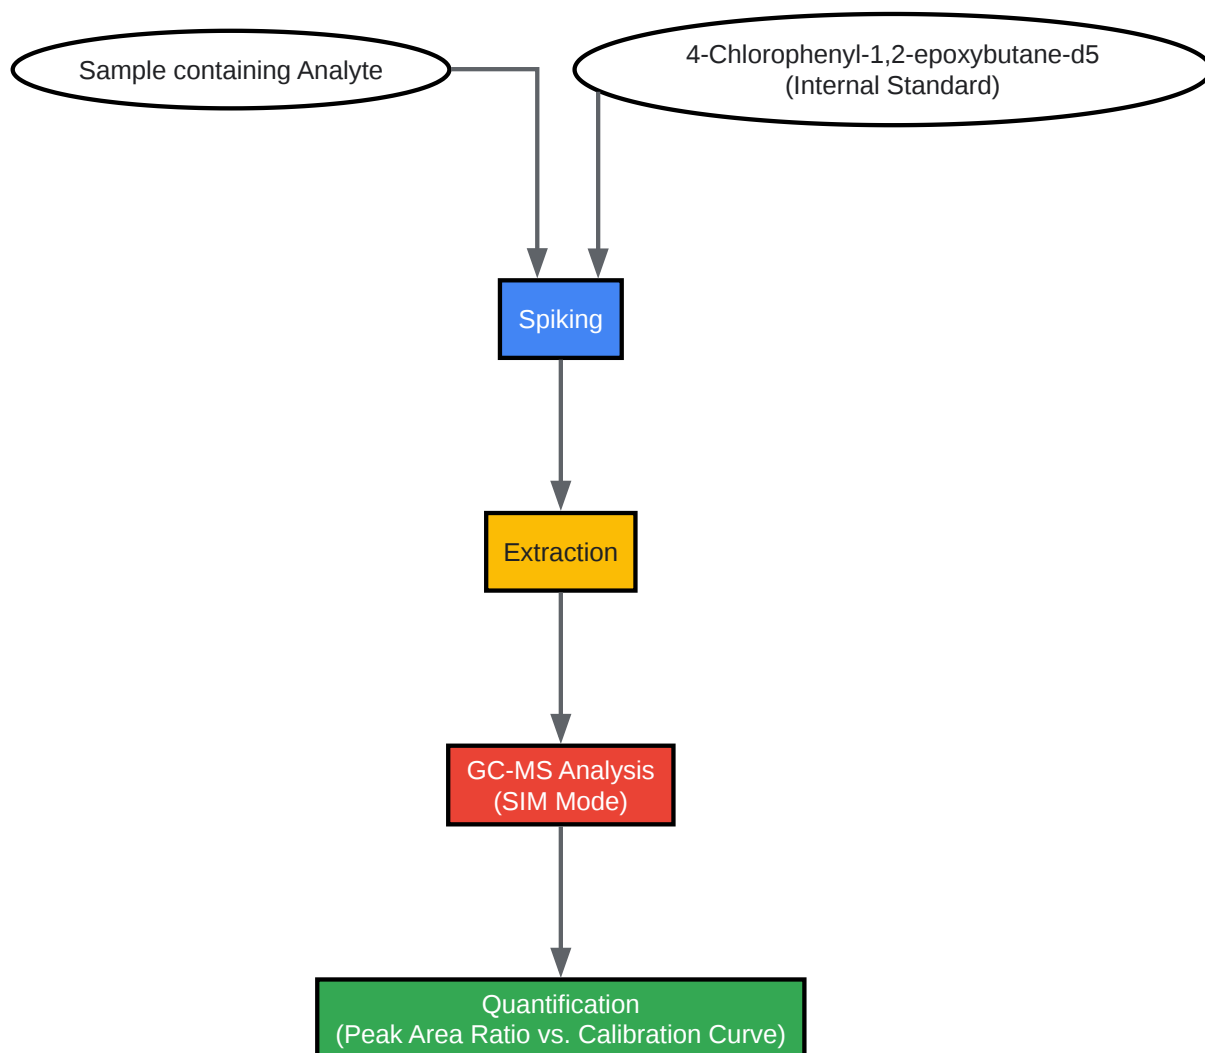 Sample containing Analyte
4-Chlorophenyl-1,2-epoxybutane-d5
(Internal Standard)
Spiking
Extraction
GC-MS Analysis
(SIM Mode)
Quantification
(Peak Area Ratio vs. Calibration Curve)